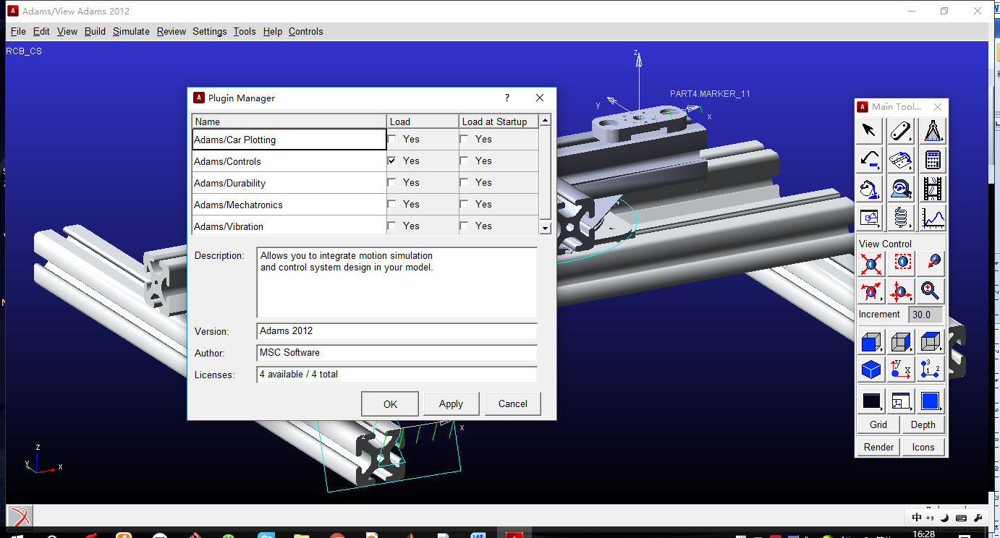 Adams/View Adams 2012
File Edit View Build Simulate Review Settings Tools Help Controls
RCB_CS
z
y
PART4.MARKER_11
x
Plugin Manager
?
Name Load Load at Startup
Adams/Car Plotting Yes Yes
Adams/Controls Yes Yes
Adams/Durability Yes Yes
Adams/Mechatronics Yes Yes
Adams/Vibration Yes Yes
Description: Allows you to integrate motion simulation
and control system design in your model.
Version: Adams 2012
Author: MSC Software
Licenses: 4 available / 4 total
OK Apply Cancel
Main Tool...
View Control
Increment 30.0
y x
3 1 2
Grid Depth
Render Icons
z x
z
y x
中
16:28